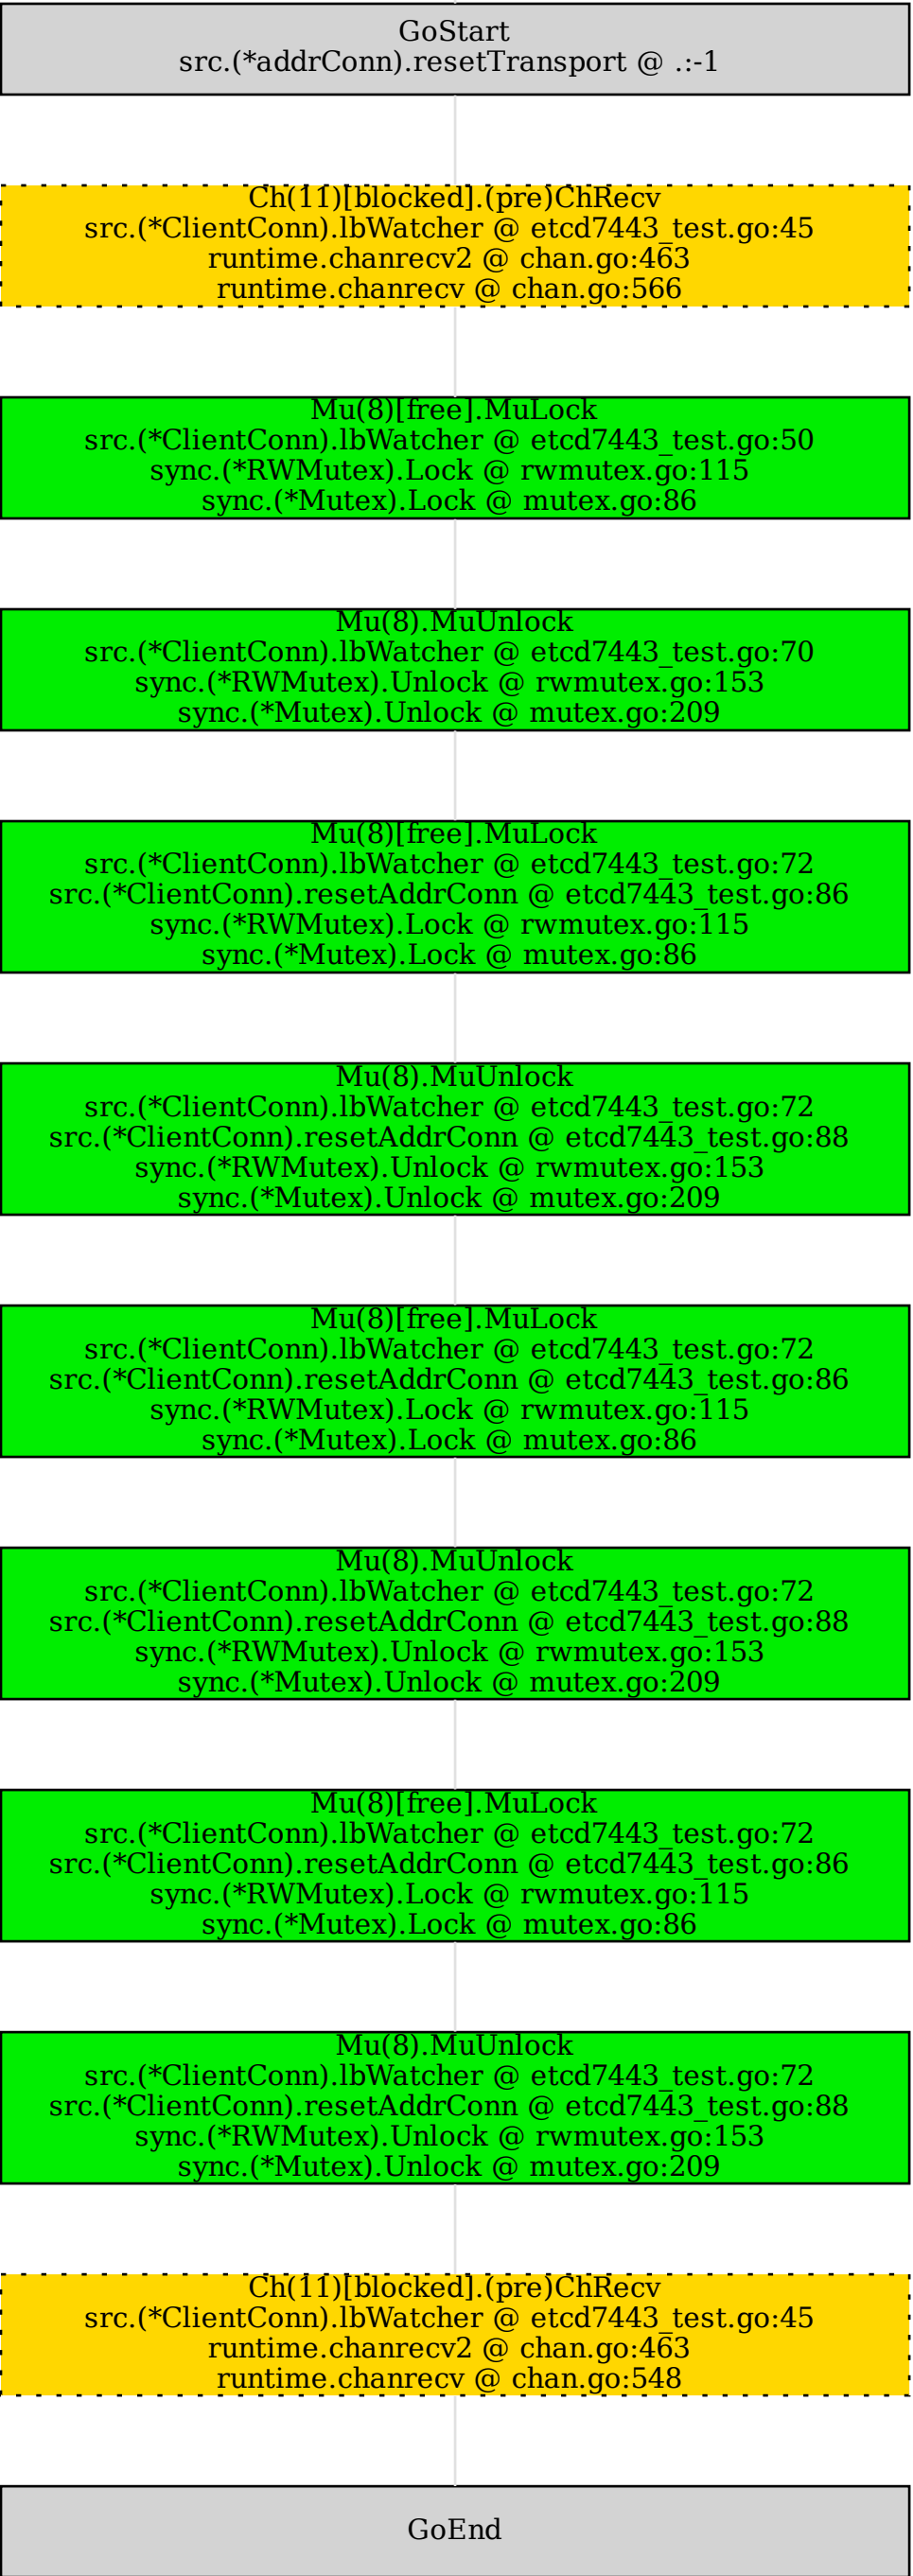 GoStart
src.(*addrConn).resetTransport @ .:-1
Ch(11)[blocked].(pre)ChRecv
src.(*ClientConn).lbWatcher @ etcd7443_test.go:45
runtime.chanrecv2 @ chan.go:463
runtime.chanrecv @ chan.go:566
Mu(8)[free].MuLock
src.(*ClientConn).lbWatcher @ etcd7443_test.go:50
sync.(*RWMutex).Lock @ rwmutex.go:115
sync.(*Mutex).Lock @ mutex.go:86
Mu(8).MuUnlock
src.(*ClientConn).lbWatcher @ etcd7443_test.go:70
sync.(*RWMutex).Unlock @ rwmutex.go:153
sync.(*Mutex).Unlock @ mutex.go:209
Mu(8)[free].MuLock
src.(*ClientConn).lbWatcher @ etcd7443_test.go:72
src.(*ClientConn).resetAddrConn @ etcd7443_test.go:86
sync.(*RWMutex).Lock @ rwmutex.go:115
sync.(*Mutex).Lock @ mutex.go:86
Mu(8).MuUnlock
src.(*ClientConn).lbWatcher @ etcd7443_test.go:72
src.(*ClientConn).resetAddrConn @ etcd7443_test.go:88
sync.(*RWMutex).Unlock @ rwmutex.go:153
sync.(*Mutex).Unlock @ mutex.go:209
Mu(8)[free].MuLock
src.(*ClientConn).lbWatcher @ etcd7443_test.go:72
src.(*ClientConn).resetAddrConn @ etcd7443_test.go:86
sync.(*RWMutex).Lock @ rwmutex.go:115
sync.(*Mutex).Lock @ mutex.go:86
Mu(8).MuUnlock
src.(*ClientConn).lbWatcher @ etcd7443_test.go:72
src.(*ClientConn).resetAddrConn @ etcd7443_test.go:88
sync.(*RWMutex).Unlock @ rwmutex.go:153
sync.(*Mutex).Unlock @ mutex.go:209
Mu(8)[free].MuLock
src.(*ClientConn).lbWatcher @ etcd7443_test.go:72
src.(*ClientConn).resetAddrConn @ etcd7443_test.go:86
sync.(*RWMutex).Lock @ rwmutex.go:115
sync.(*Mutex).Lock @ mutex.go:86
Mu(8).MuUnlock
src.(*ClientConn).lbWatcher @ etcd7443_test.go:72
src.(*ClientConn).resetAddrConn @ etcd7443_test.go:88
sync.(*RWMutex).Unlock @ rwmutex.go:153
sync.(*Mutex).Unlock @ mutex.go:209
Ch(11)[blocked].(pre)ChRecv
src.(*ClientConn).lbWatcher @ etcd7443_test.go:45
runtime.chanrecv2 @ chan.go:463
runtime.chanrecv @ chan.go:548
GoEnd